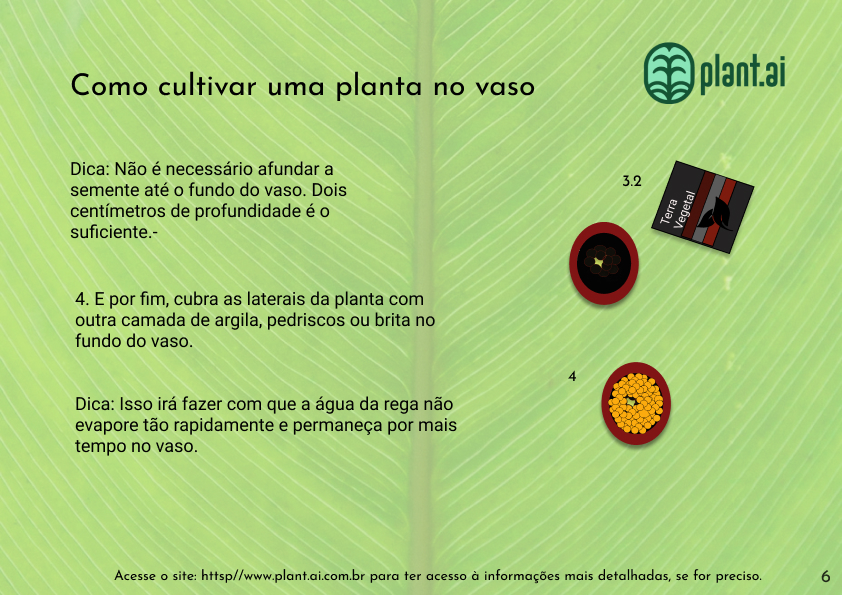 Como cultivar uma planta no vaso
plant.ai
Dica: Não é necessário afundar a
semente até o fundo do vaso. Dois
centímetros de profundidade é o
suficiente.-
3.2
Terra
Vegetal
4. E por fim, cubra as laterais da planta com
outra camada de argila, pedriscos ou brita no
fundo do vaso.
4
Dica: Isso irá fazer com que a água da rega não
evapore tão rapidamente e permaneça por mais
tempo no vaso.
Acesse o site: httsp//www.plant.ai.com.br para ter acesso à informações mais detalhadas, se for preciso.
6